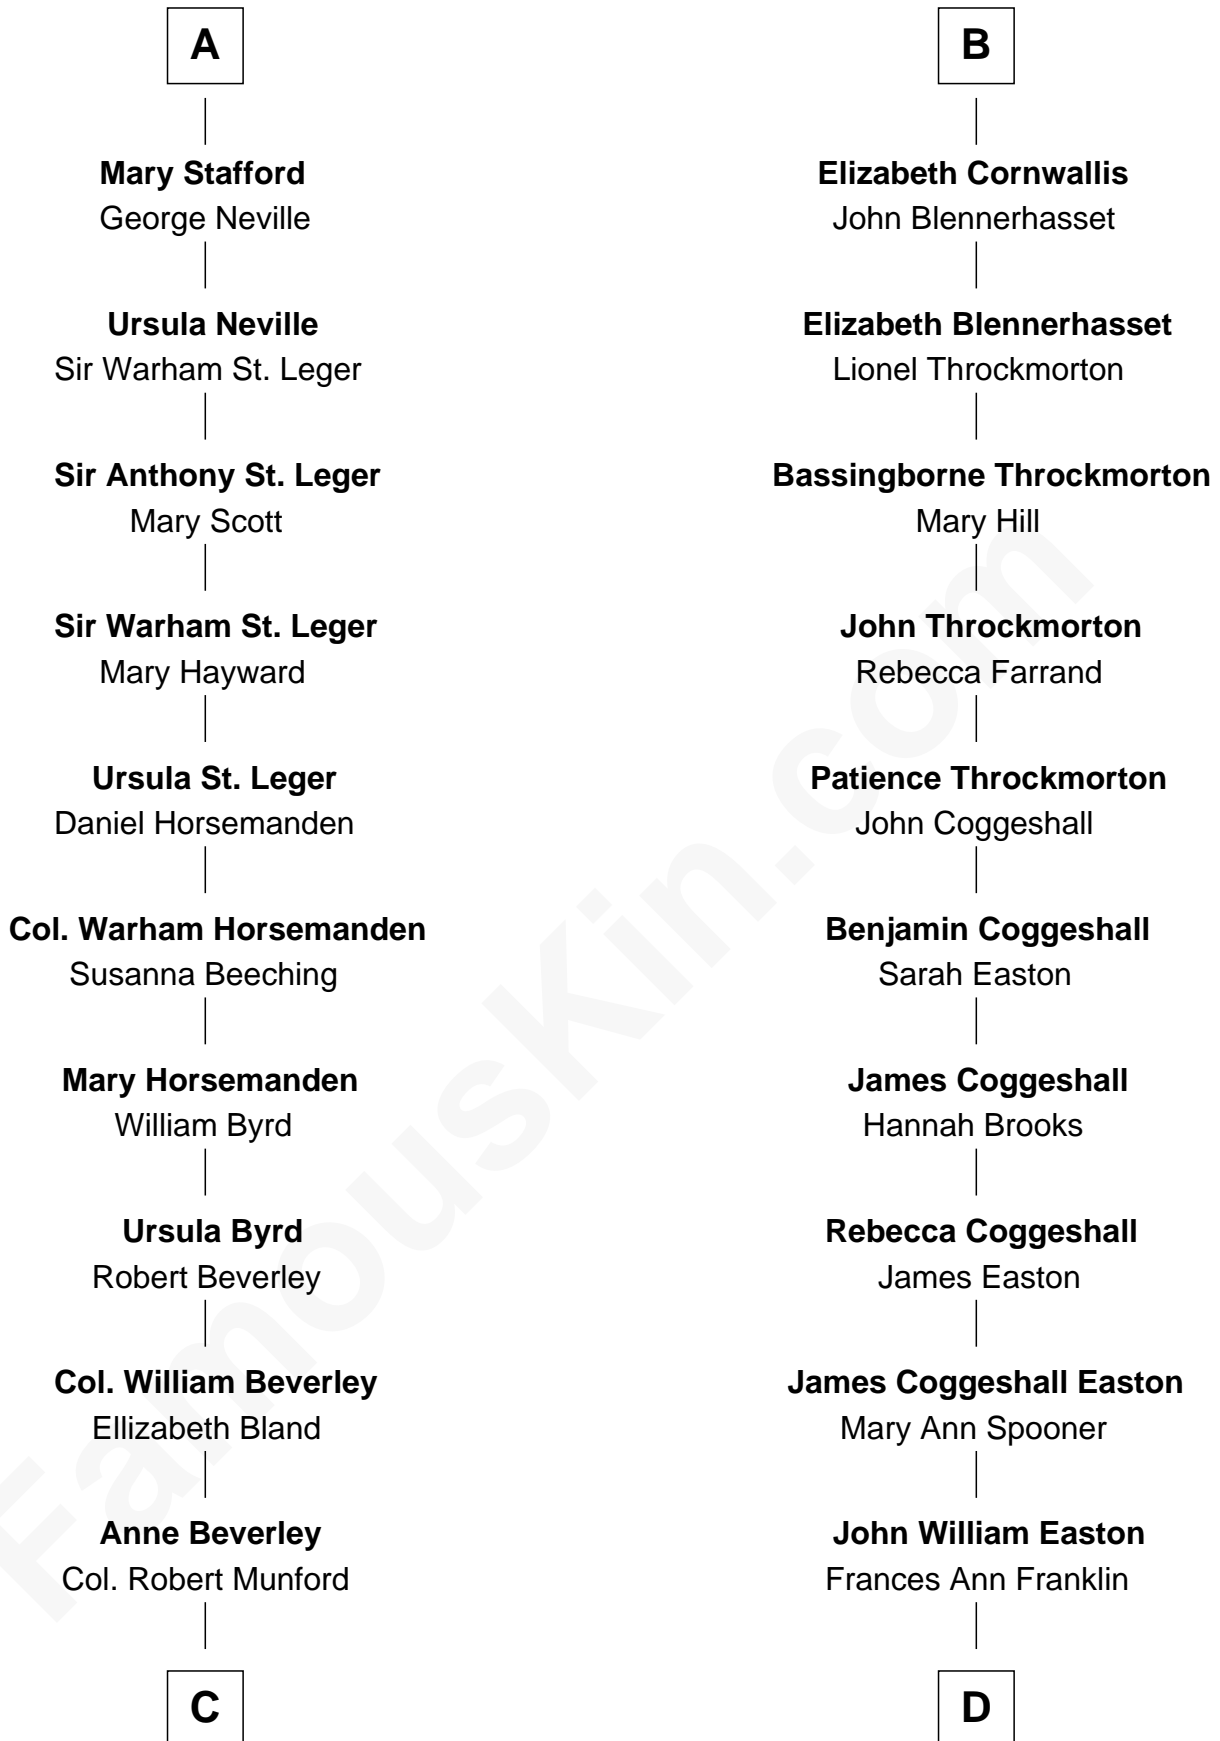 A
Mary Stafford
George Neville
Ursula Neville
Sir Warham St. Leger
Sir Anthony St. Leger
Mary Scott
Sir Warham St. Leger
Mary Hayward
Ursula St. Leger
Daniel Horsemanden
Col. Warham Horsemanden
Susanna Beeching
Mary Horsemanden
William Byrd
Ursula Byrd
Robert Beverley
Col. William Beverley
Ellizabeth Bland
Anne Beverley
Col. Robert Munford
C
B
Elizabeth Cornwallis
John Blennerhasset
Elizabeth Blennerhasset
Lionel Throckmorton
Bassingborne Throckmorton
Mary Hill
John Throckmorton
Rebecca Farrand
Patience Throckmorton
John Coggeshall
Benjamin Coggeshall
Sarah Easton
James Coggeshall
Hannah Brooks
Rebecca Coggeshall
James Easton
James Coggeshall Easton
Mary Ann Spooner
John William Easton
Frances Ann Franklin
D
FamousKin.com